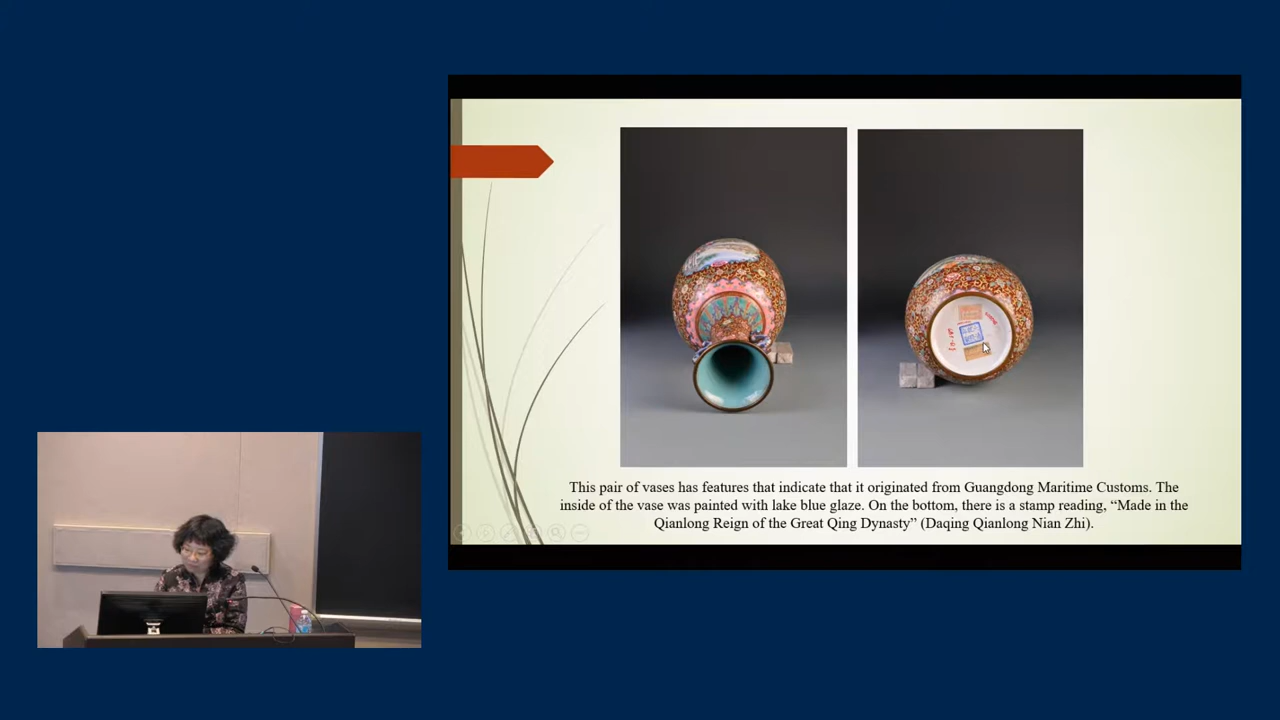 This pair of vases has features that indicate that it originated from Guangdong Maritime Customs. The
inside of the vase was painted with lake blue glaze. On the bottom, there is a stamp reading, “Made in the
Qianlong Reign of the Great Qing Dynasty” (Daqing Qianlong Nian Zhi).